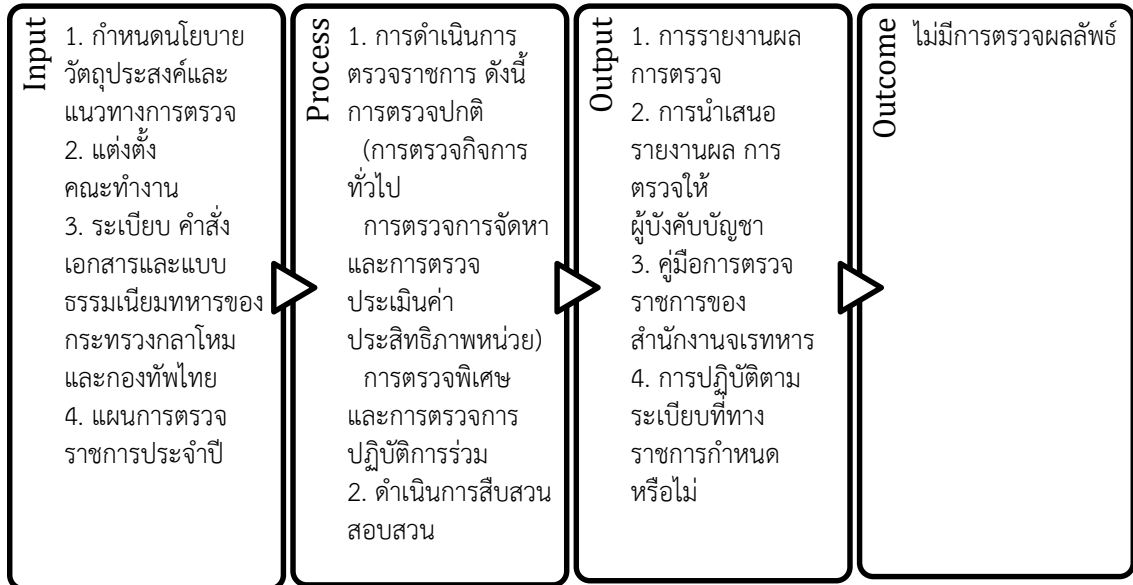 Input
1. กำหนดนโยบาย
วัตถุประสงค์และ
แนวทางการตรวจ
2. แต่งตั้ง
คณะทำงาน
3. ระเบียบ คำสั่ง
เอกสารและแบบ
ธรรมเนียมทหารของ
กระทรวงกลาโหม
และกองทัพไทย
4. แผนการตรวจ
ราชการประจำปี
Process
1. การดำเนินการ
ตรวจราชการ ดังนี้
การตรวจปกติ
(การตรวจกิจการ
ทั่วไป
การตรวจการจัดหา
และการตรวจ
ประเมินค่า
ประสิทธิภาพหน่วย)
การตรวจพิเศษ
และการตรวจการ
ปฏิบัติการร่วม
2. ดำเนินการสืบสวน
สอบสวน
Output
1. การรายงานผล
การตรวจ
2. การนำเสนอ
รายงานผล การ
ตรวจให้
ผู้บังคับบัญชา
3. คู่มือการตรวจ
ราชการของ
สำนักงานจเรทหาร
4. การปฏิบัติตาม
ระเบียบที่ทาง
ราชการกำหนด
หรือไม่
Outcome
ไม่มีการตรวจผลลัพธ์